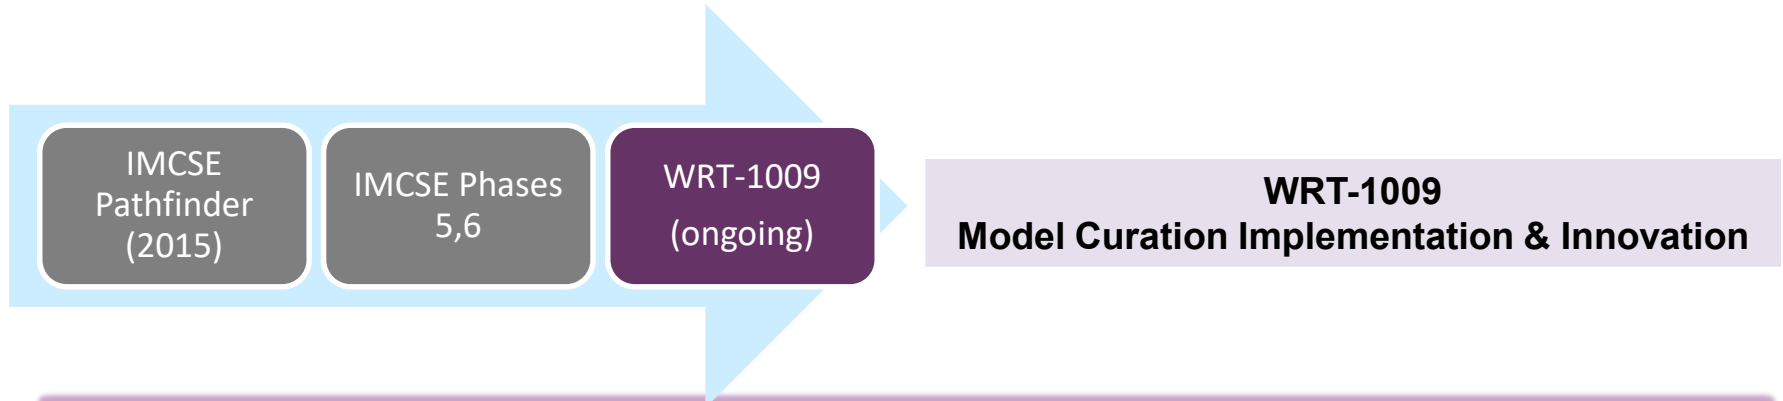 IMCSE
Pathfinder
(2015)
IMCSE Phases
5,6
WRT-1009
(ongoing)
WRT-1009
Model Curation Implementation & Innovation